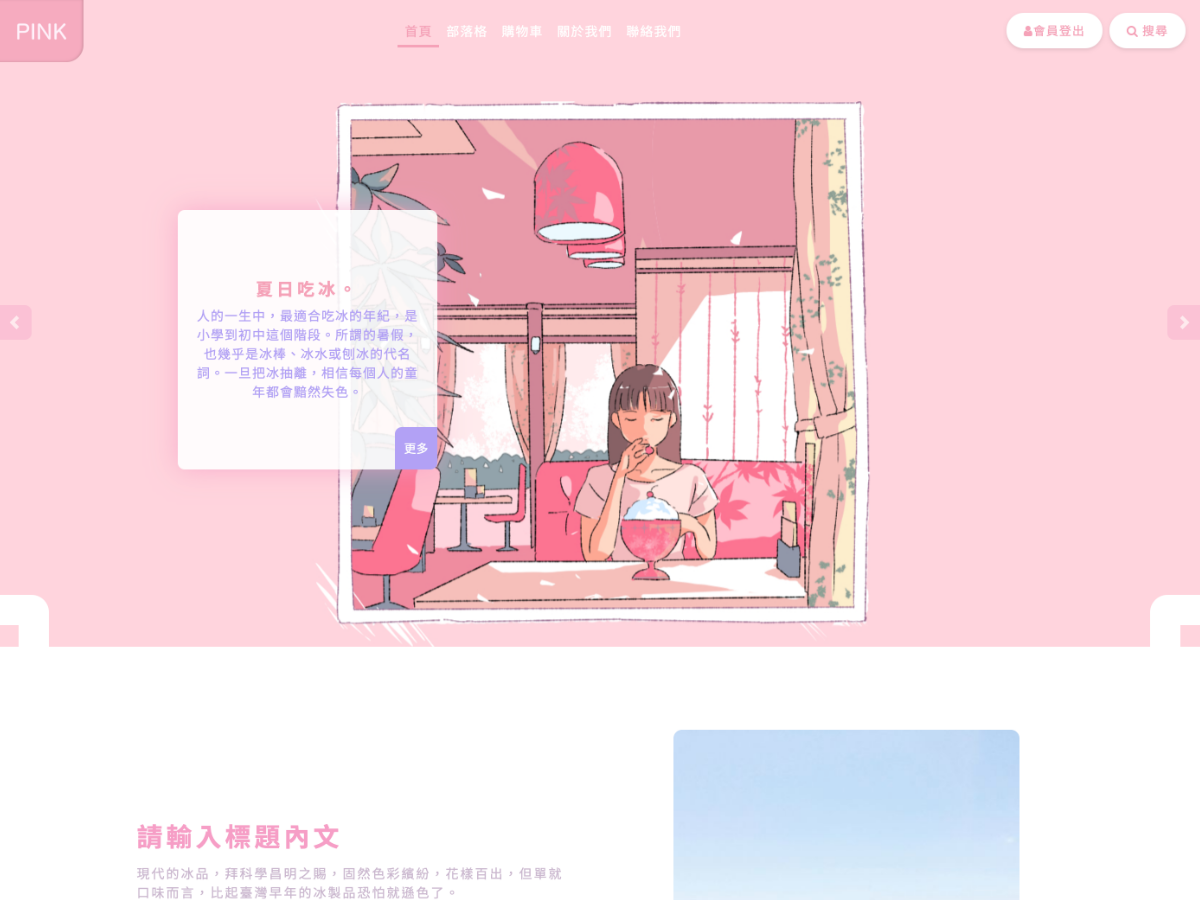 PINK
首頁 部落格 購物車 關於我們 聯絡我們
會員登出 搜尋
夏日吃冰。
人的一生中，最適合吃冰的年紀，是
小學到初中這個階段。所謂的暑假，
也幾乎是冰棒、冰水或刨冰的代名
詞。一旦把冰抽離，相信每個人的童
年都會黯然失色。
更多
請輸入標題內文
現代的冰品，拜科學昌明之賜，固然色彩繽紛，花樣百出，但單就
口味而言，比起臺灣早年的冰製品恐怕就遜色了。